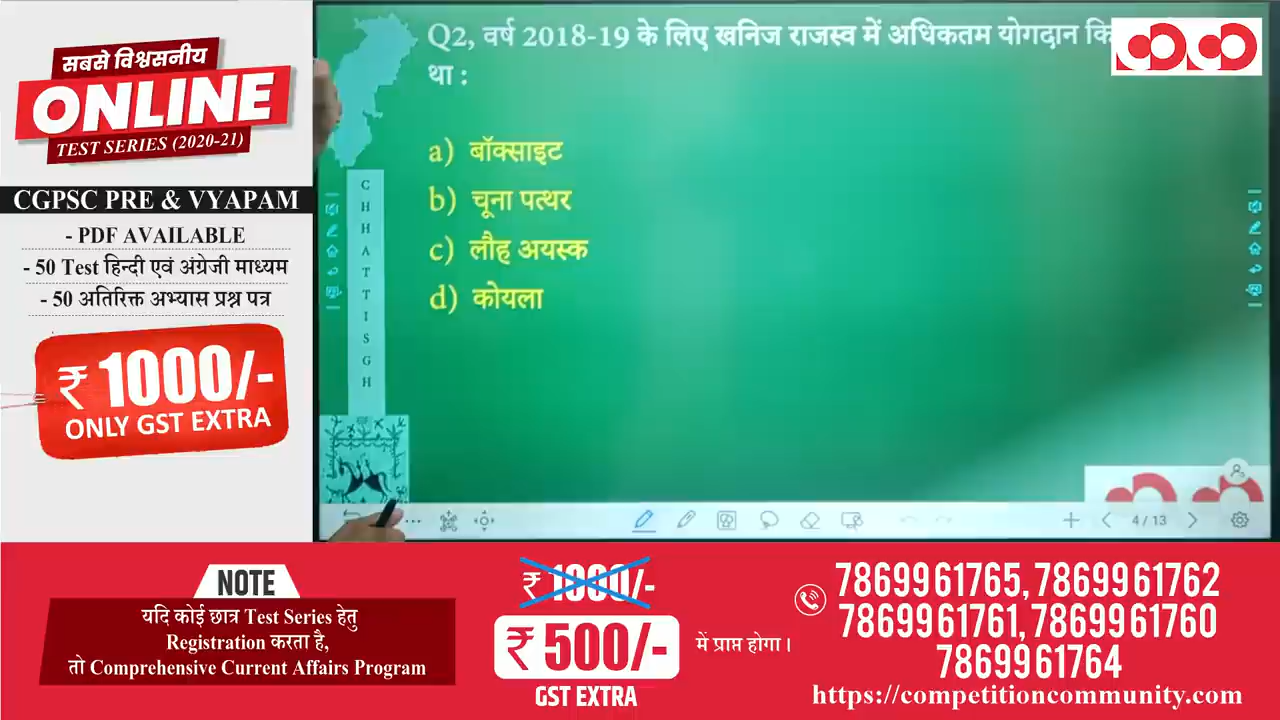 सबसे विश्वसनीय
ONLINE
TEST SERIES (2020-21)
CGPSC PRE & VYAPAM
- PDF AVAILABLE
- 50 Test हिन्दी एवं अंग्रेजी माध्यम
- 50 अतिरिक्त अभ्यास प्रश्न पत्र
₹ 1000/-
ONLY GST EXTRA
Q2, वर्ष 2018-19 के लिए खनिज राजस्व में अधिकतम योगदान
था :
a) बॉक्साइट
b) चूना पत्थर
c) लौह अयस्क
d) कोयला
CHHATTISGH
4 / 13
NOTE
यदि कोई छात्र Test Series हेतु
Registration करता है,
तो Comprehensive Current Affairs Program
₹ 1000/-
₹ 500/-
GST EXTRA
में प्राप्त होगा।
7869961765, 7869961762
7869961761, 7869961760
7869961764
https://competitioncommunity.com